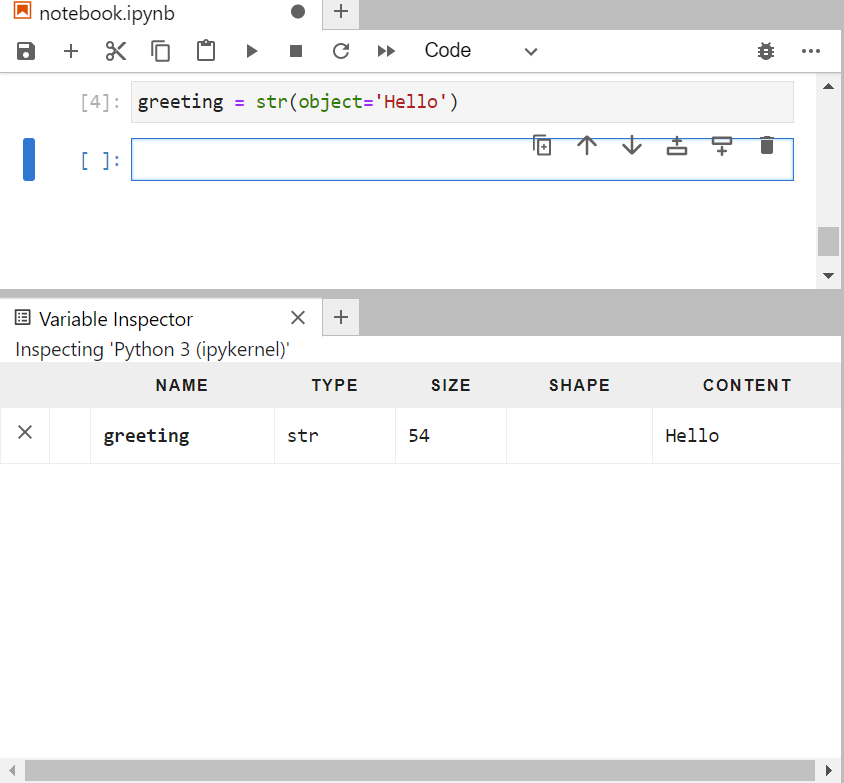 notebook.ipynb
Code
[4]: greeting = str(object='Hello')
[ ]:
Variable Inspector
Inspecting 'Python 3 (ipykernel)'
NAME TYPE SIZE SHAPE CONTENT
greeting str 54 Hello